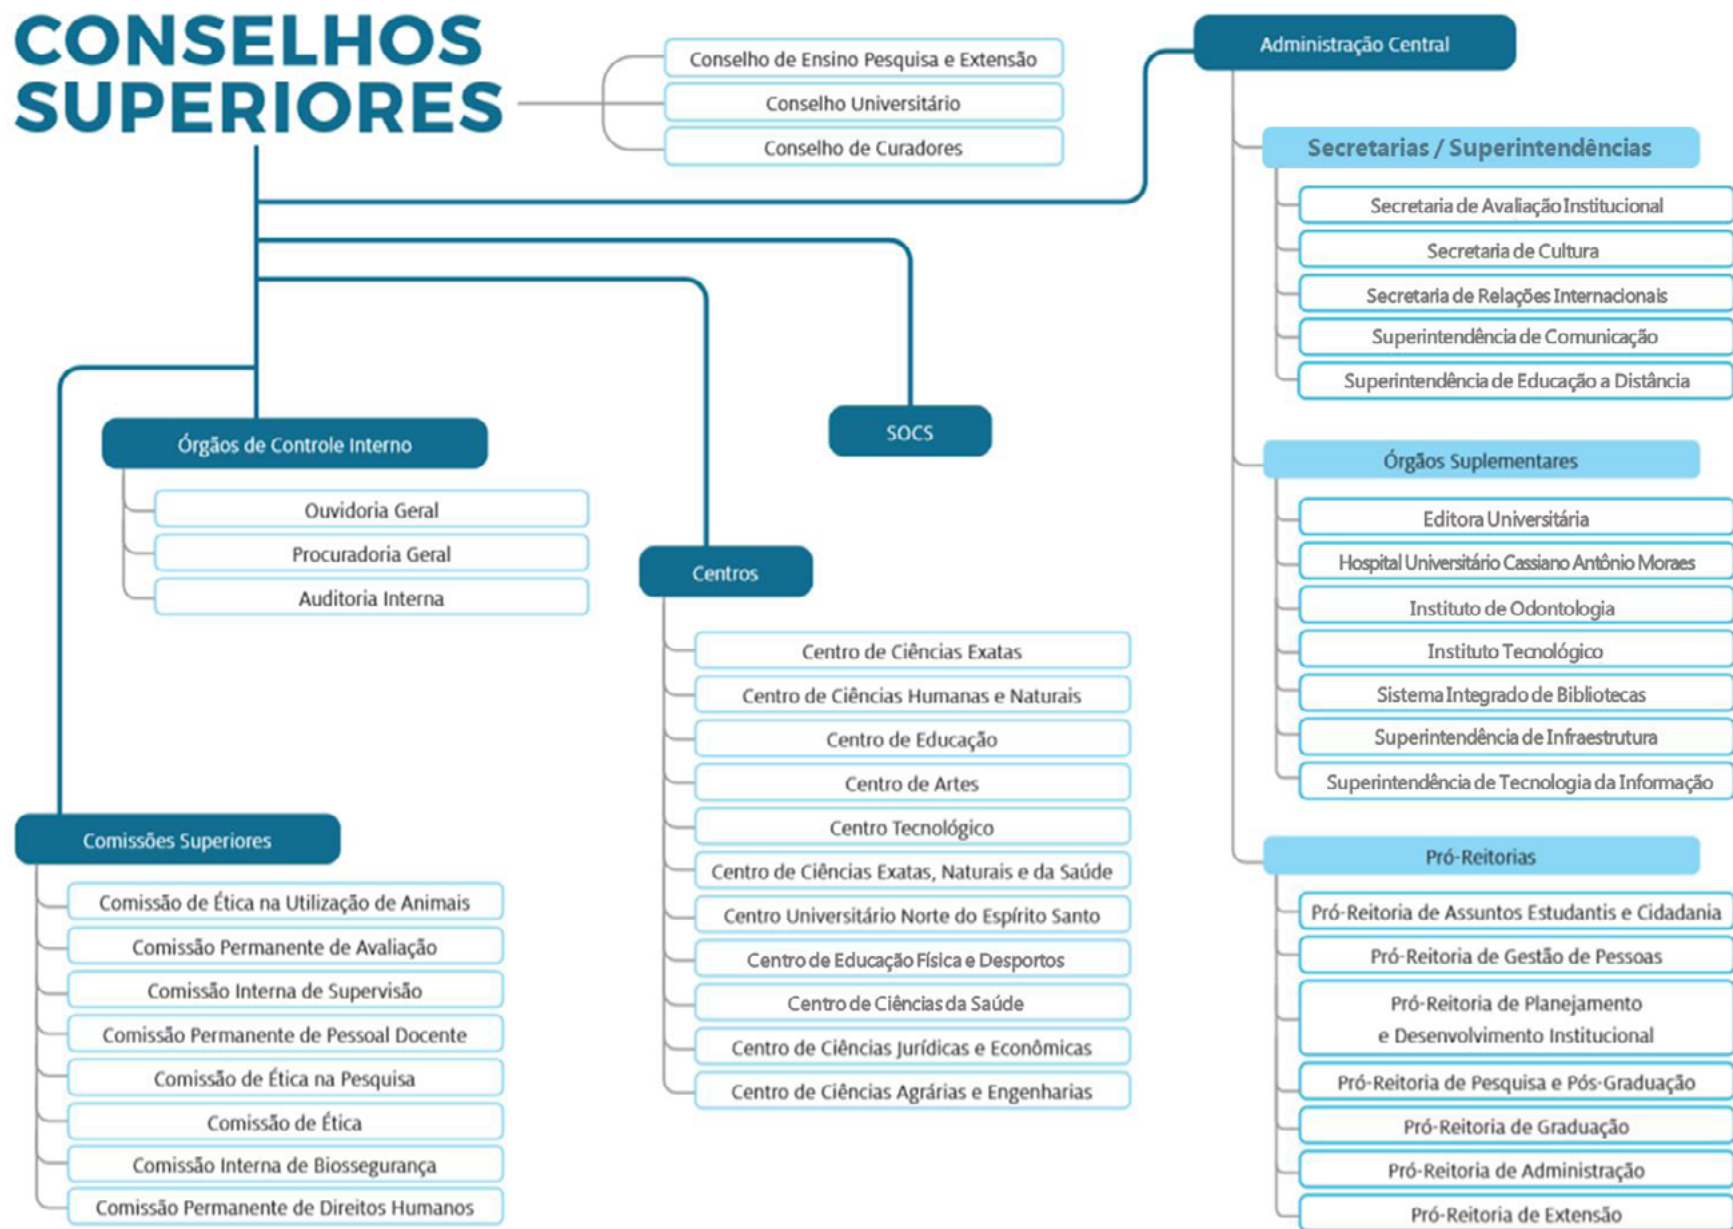 CONSELHOS
SUPERIORES
Conselho de Ensino Pesquisa e Extensão
Conselho Universitário
Conselho de Curadores
Administração Central
Secretarias / Superintendências
Secretaria de Avaliação Institucional
Secretaria de Cultura
Secretaria de Relações Internacionais
Superintendência de Comunicação
Superintendência de Educação a Distância
Órgãos Suplementares
Editora Universitária
Hospital Universitário Cassiano Antônio Moraes
Instituto de Odontologia
Instituto Tecnológico
Sistema Integrado de Bibliotecas
Superintendência de Infraestrutura
Superintendência de Tecnologia da Informação
Pró-Reitorias
Pró-Reitoria de Assuntos Estudantis e Cidadania
Pró-Reitoria de Gestão de Pessoas
Pró-Reitoria de Planejamento
e Desenvolvimento Institucional
Pró-Reitoria de Pesquisa e Pós-Graduação
Pró-Reitoria de Graduação
Pró-Reitoria de Administração
Pró-Reitoria de Extensão
SOCS
Centros
Centro de Ciências Exatas
Centro de Ciências Humanas e Naturais
Centro de Educação
Centro de Artes
Centro Tecnológico
Centro de Ciências Exatas, Naturais e da Saúde
Centro Universitário Norte do Espírito Santo
Centro de Educação Física e Desportos
Centro de Ciências da Saúde
Centro de Ciências Jurídicas e Econômicas
Centro de Ciências Agrárias e Engenharias
Órgãos de Controle Interno
Ouvidoria Geral
Procuradoria Geral
Auditoria Interna
Comissões Superiores
Comissão de Ética na Utilização de Animais
Comissão Permanente de Avaliação
Comissão Interna de Supervisão
Comissão Permanente de Pessoal Docente
Comissão de Ética na Pesquisa
Comissão de Ética
Comissão Interna de Biossegurança
Comissão Permanente de Direitos Humanos